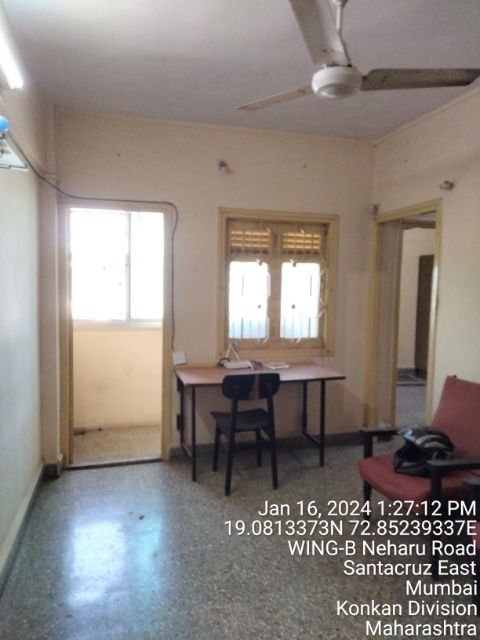 Jan 16, 2024 1:27:12 PM
19.0813373N 72.85239337E
WING-B Neharu Road
Santacruz East
Mumbai
Konkan Division
Maharashtra